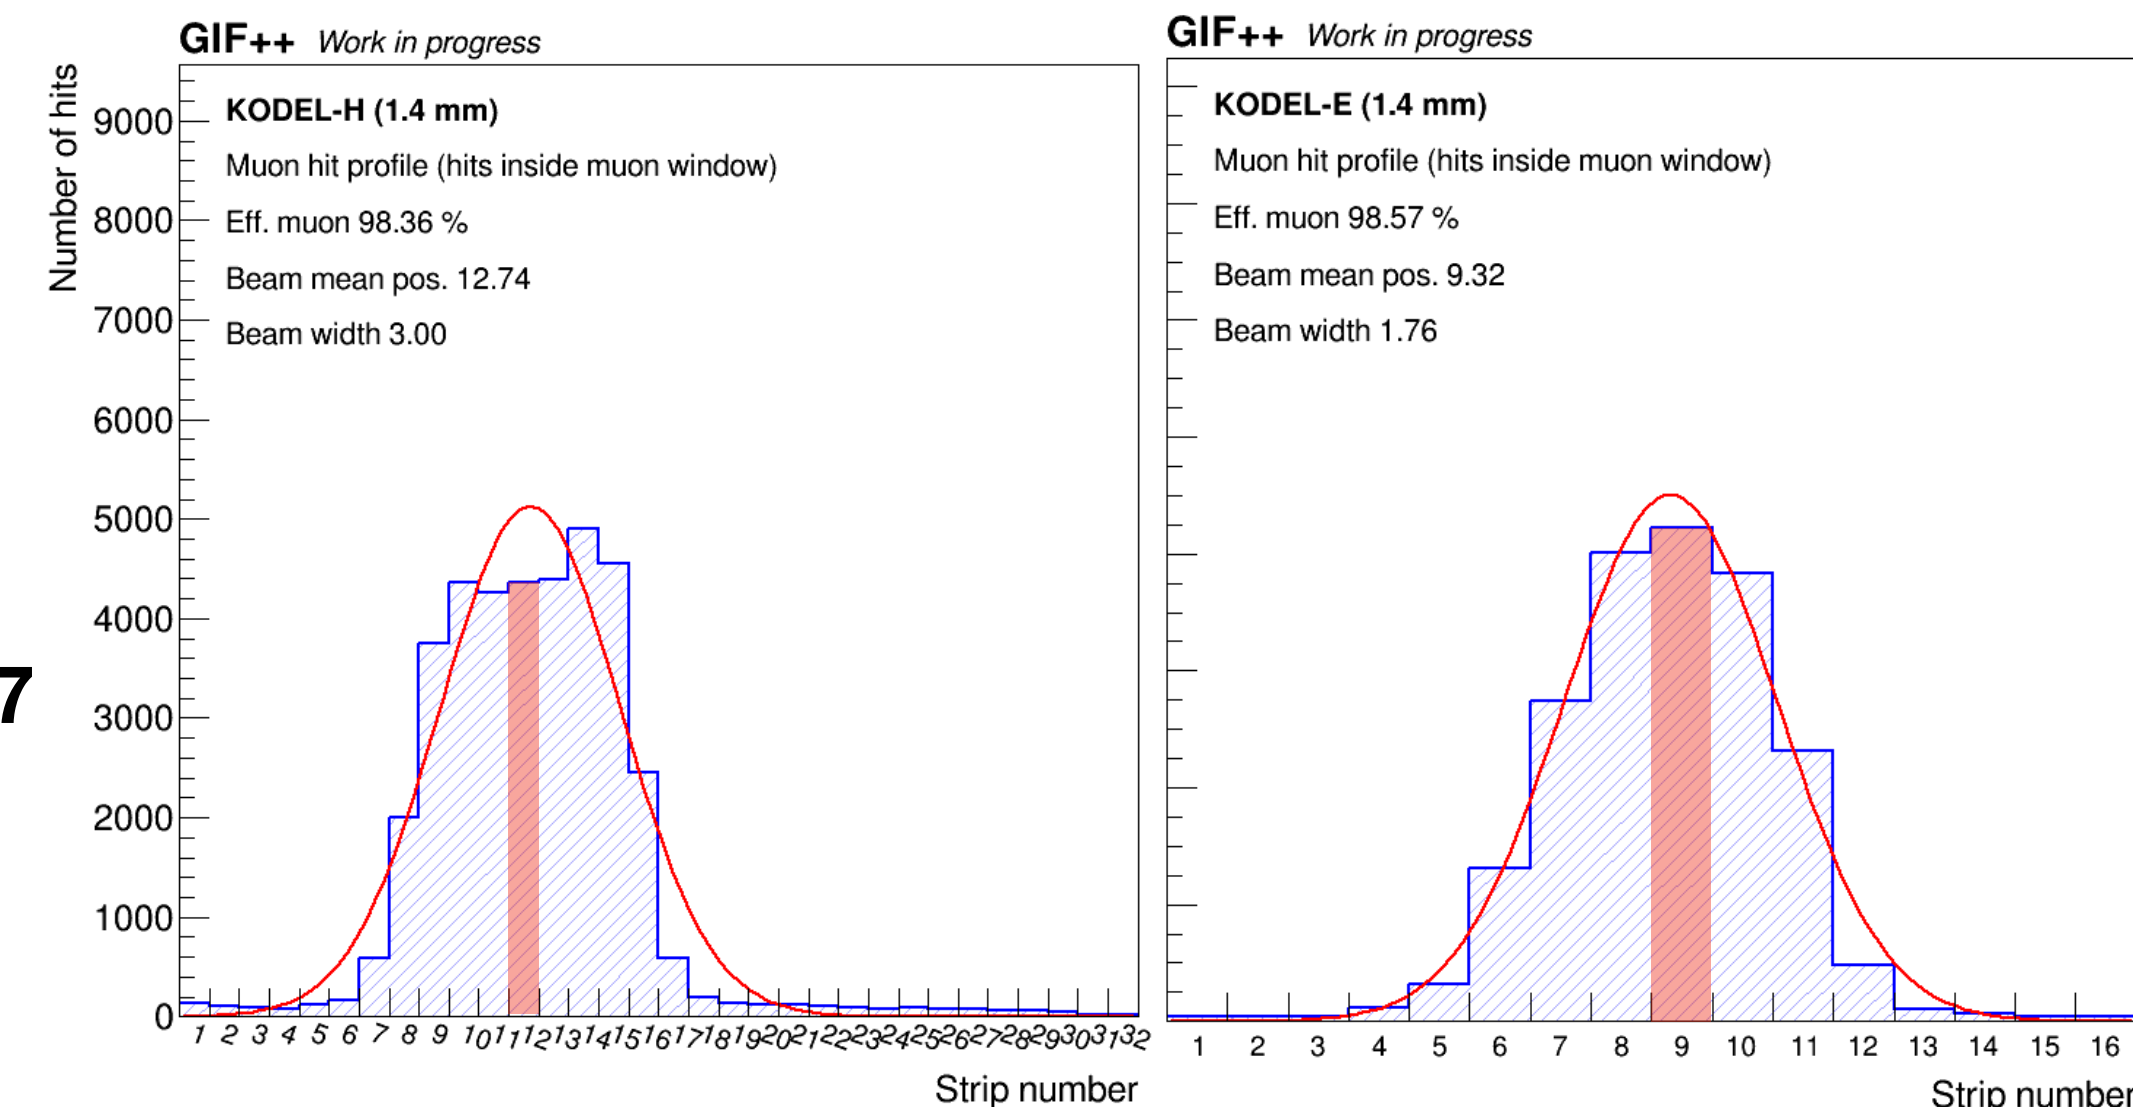 GIF++ Work in progress
Number of hits
9000
8000
7000
6000
5000
4000
3000
2000
1000
0
KODEL-H (1.4 mm)
Muon hit profile (hits inside muon window)
Eff. muon 98.36 %
Beam mean pos. 12.74
Beam width 3.00
1 2 3 4 5 6 7 8 9 10 11 12 13 14 15 16 17 18 19 20 21 22 23 24 25 26 27 28 29 30 31 32
Strip number
7
GIF++ Work in progress
KODEL-E (1.4 mm)
Muon hit profile (hits inside muon window)
Eff. muon 98.57 %
Beam mean pos. 9.32
Beam width 1.76
1 2 3 4 5 6 7 8 9 10 11 12 13 14 15 16
Strip number